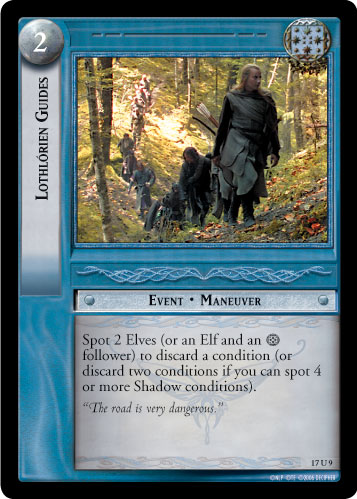 2
LOTHLÓRIEN GUIDES
EVENT • MANEUVER
Spot 2 Elves (or an Elf and an
follower) to discard a condition (or
discard two conditions if you can spot 4
or more Shadow conditions).
“The road is very dangerous.”
17 U 9